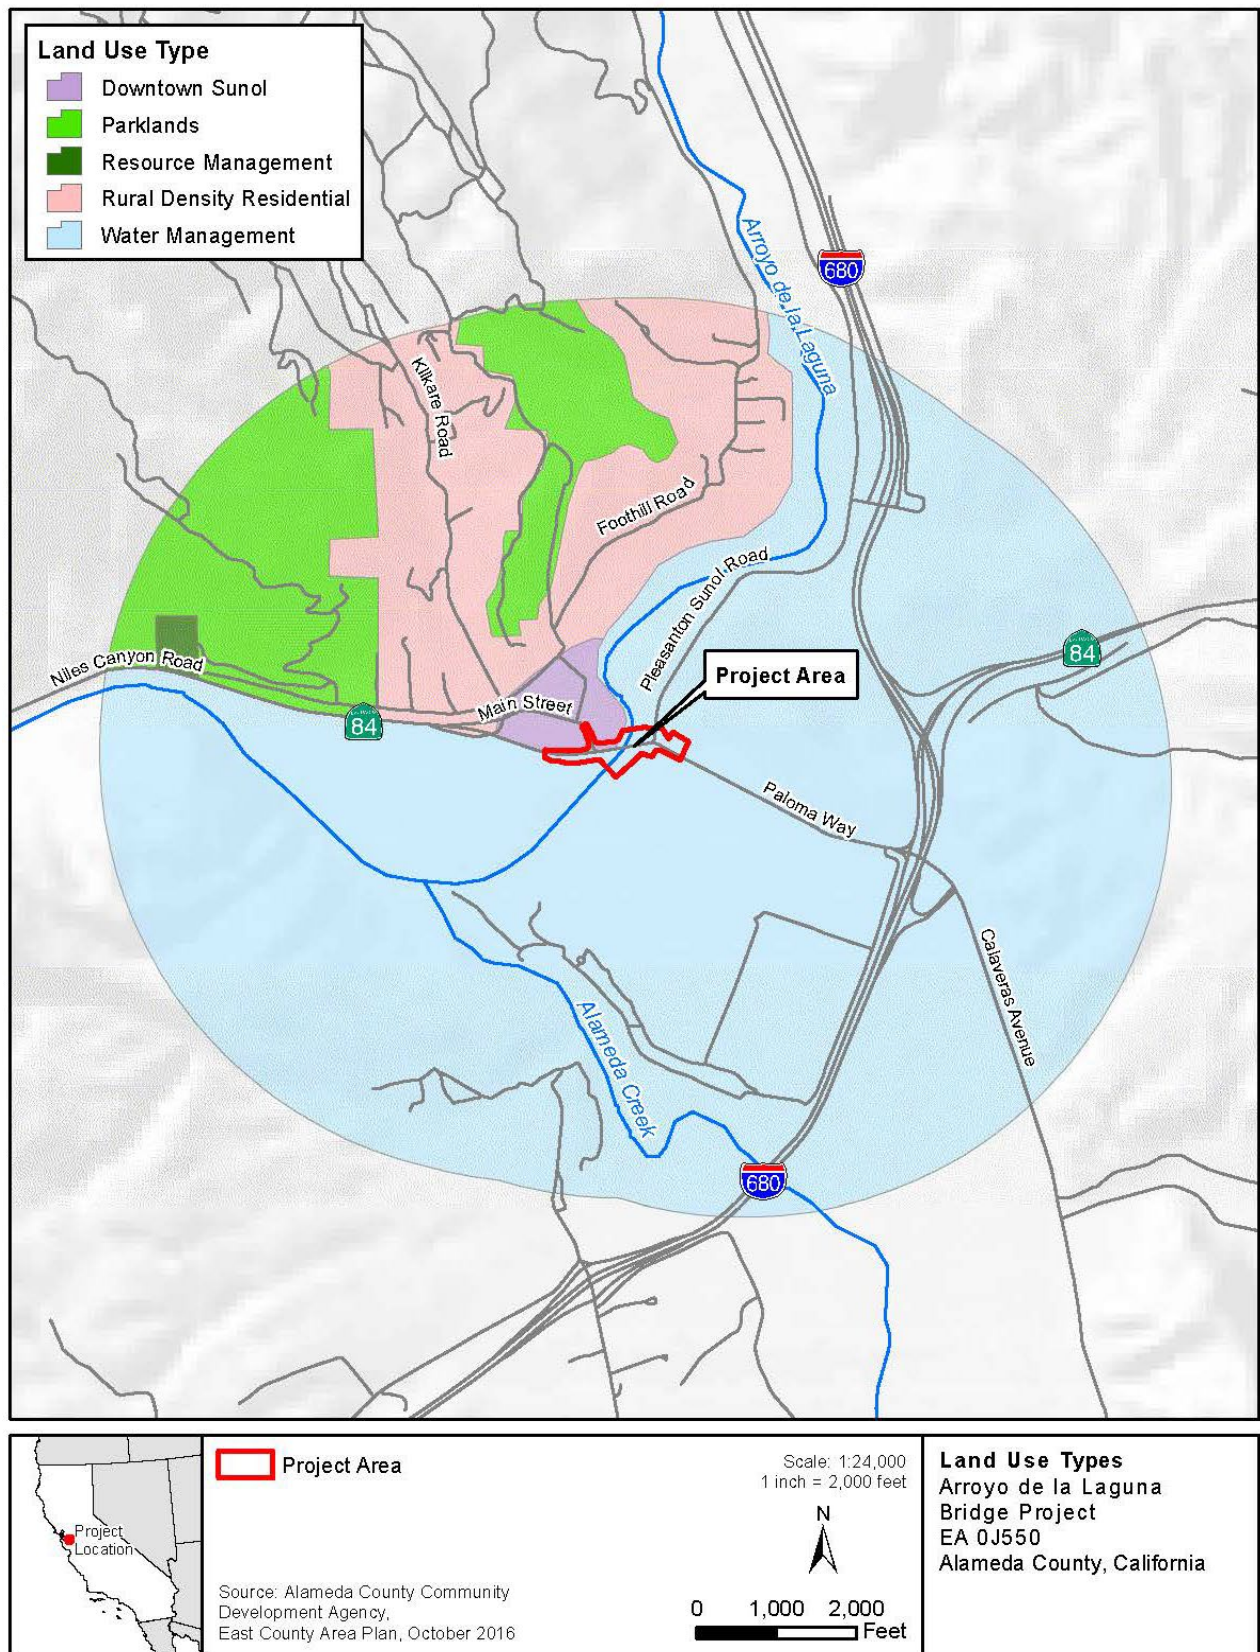 Land Use Type
Downtown Sunol
Parklands
Resource Management
Rural Density Residential
Water Management
680
Arroyo de la Laguna
Kilkare Road
Foothill Road
Pleasanton Sunol Road
84
Niles Canyon Road
Project Area
Main Street
84
Paloma Way
Calaveras Avenue
Alameda Creek
680
Project
Location
Project Area
Source: Alameda County Community
Development Agency,
East County Area Plan, October 2016
Scale: 1:24,000
1 inch = 2,000 feet
N
0 1,000 2,000
Feet
Land Use Types
Arroyo de la Laguna
Bridge Project
EA 0J550
Alameda County, California